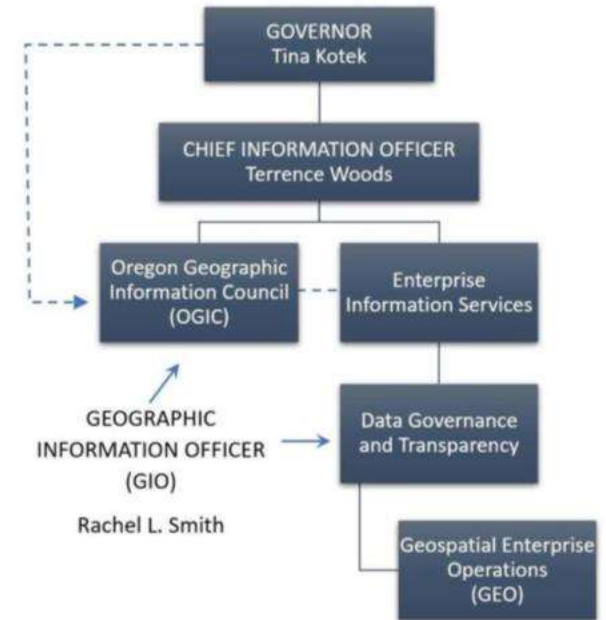 GOVERNOR
Tina Kotek
CHIEF INFORMATION OFFICER
Terrence Woods
Oregon Geographic
Information Council
(OGIC)
Enterprise
Information Services
GEOGRAPHIC
INFORMATION OFFICER
(GIO)
Rachel L. Smith
Data Governance
and Transparency
Geospatial Enterprise
Operations
(GEO)